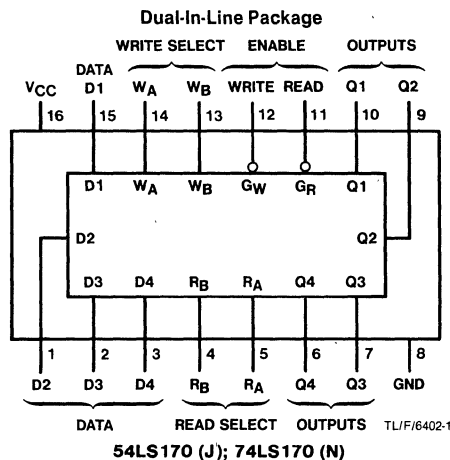 Dual-In-Line Package
WRITE SELECT ENABLE OUTPUTS
VCC DATA D1 WA WB WRITE READ Q1 Q2
16 15 14 13 12 11 10 9
D1 WA WB GW GR Q1
D2 Q2
D3 D4 RB RA Q4 Q3
1 2 3 4 5 6 7 8
D2 D3 D4 RB RA Q4 Q3 GND
DATA READ SELECT OUTPUTS TL/F/6402-1
54LS170 (J); 74LS170 (N)